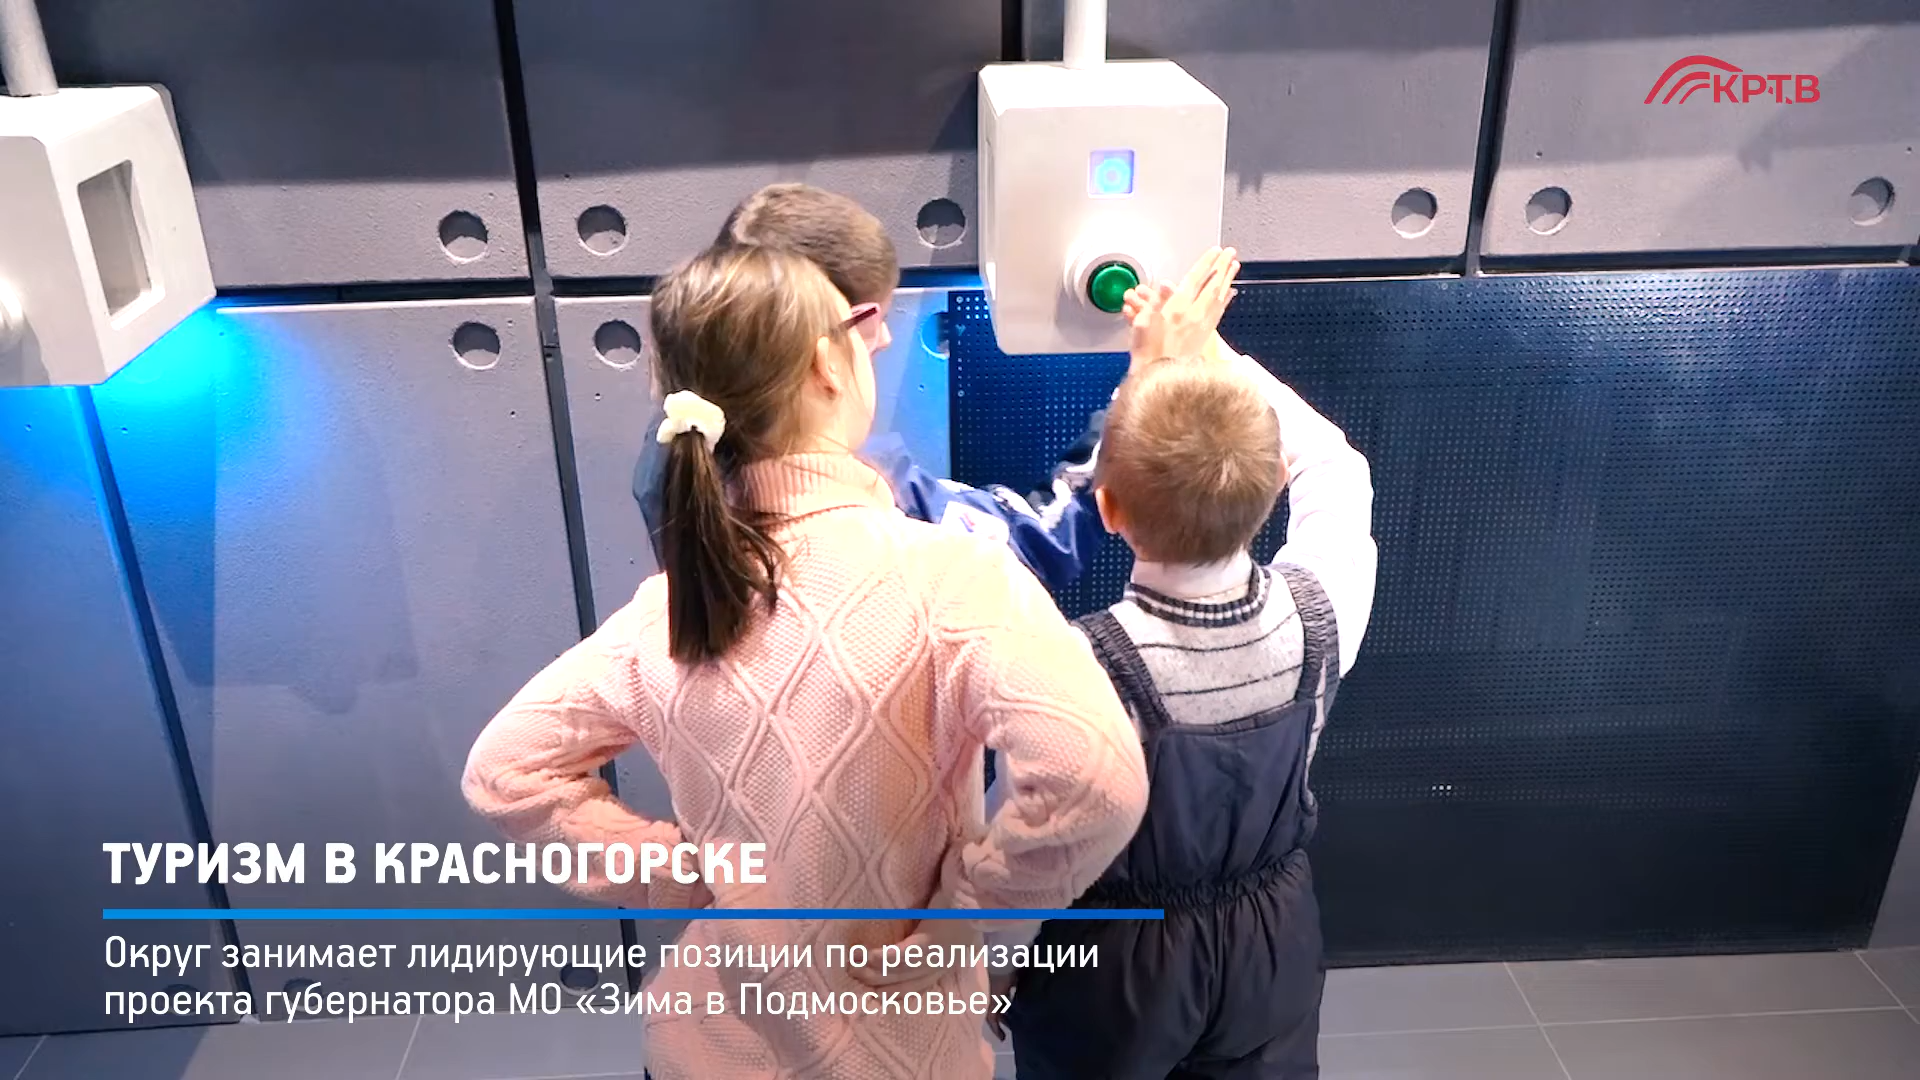 КРТВ
ТУРИЗМ В КРАСНОГОРСКЕ
Округ занимает лидирующие позиции по реализации
проекта губернатора МО «Зима в Подмосковье»